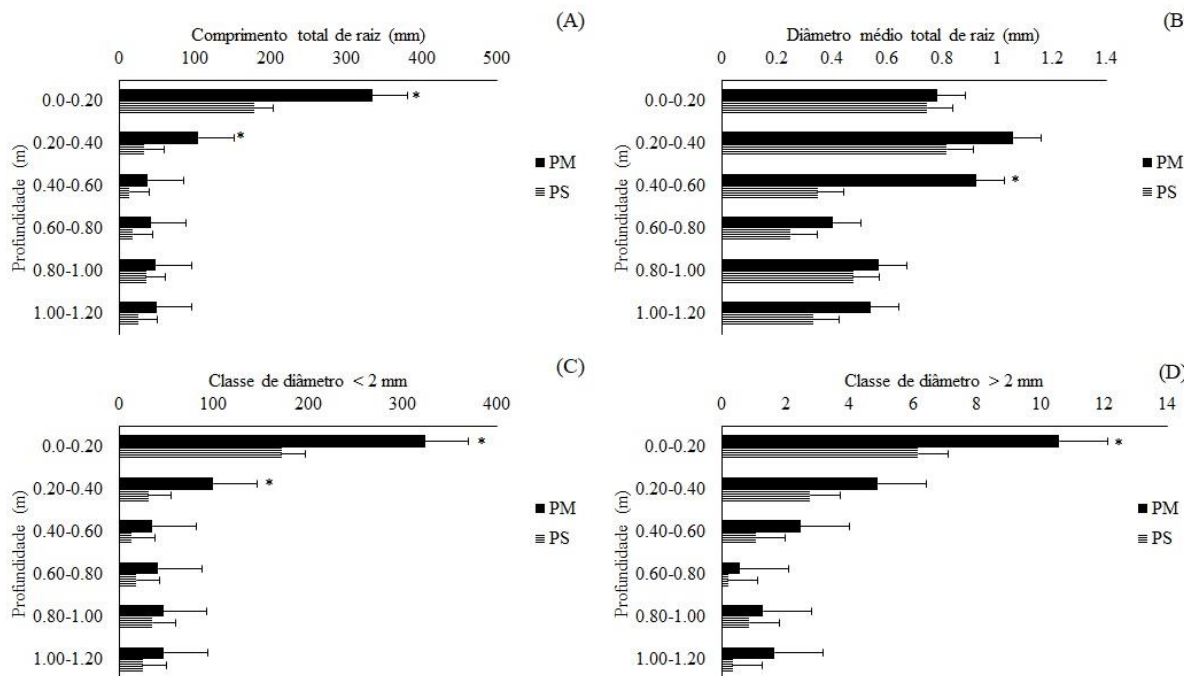 (A)
Comprimento total de raiz (mm)
0 100 200 300 400 500
Profundidade (m)
0.0-0.20 *
0.20-0.40 *
0.40-0.60
0.60-0.80
0.80-1.00
1.00-1.20
PM
PS
(B)
Diâmetro médio total de raiz (mm)
0 0.2 0.4 0.6 0.8 1 1.2 1.4
Profundidade (m)
0.0-0.20
0.20-0.40
0.40-0.60 *
0.60-0.80
0.80-1.00
1.00-1.20
PM
PS
(C)
Classe de diâmetro < 2 mm
0 100 200 300 400
Profundidade (m)
0.0-0.20 *
0.20-0.40 *
0.40-0.60
0.60-0.80
0.80-1.00
1.00-1.20
PM
PS
(D)
Classe de diâmetro > 2 mm
0 2 4 6 8 10 12 14
Profundidade (m)
0.0-0.20 *
0.20-0.40
0.40-0.60
0.60-0.80
0.80-1.00
1.00-1.20
PM
PS